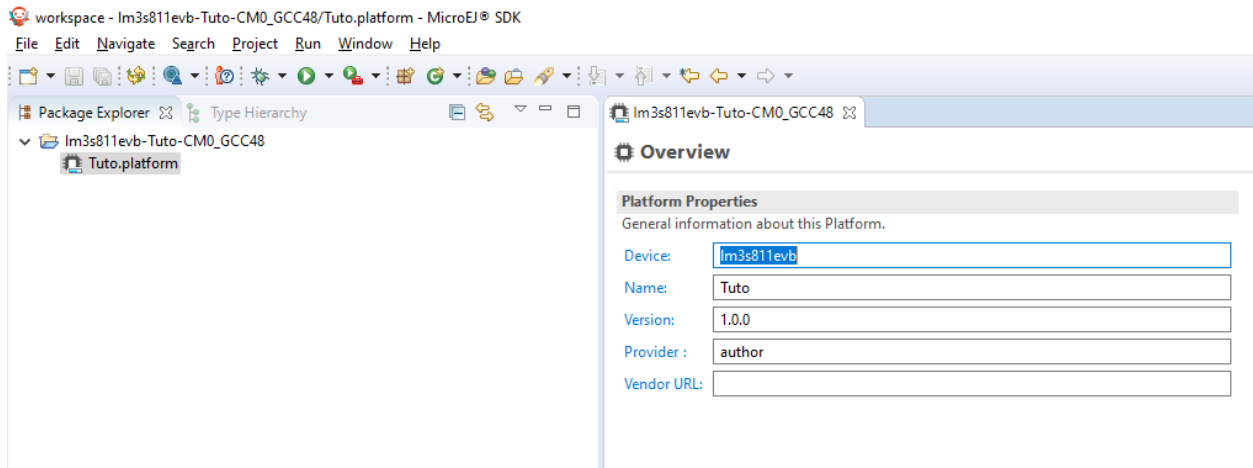 workspace - lm3s811evb-Tuto-CM0_GCC48/Tuto.platform - MicroEJ® SDK
File Edit Navigate Search Project Run Window Help
Package Explorer Type Hierarchy
lm3s811evb-Tuto-CM0_GCC48
lm3s811evb-Tuto-CM0_GCC48
Tuto.platform
Overview
Platform Properties
General information about this Platform.
Device: lm3s811evb
Name: Tuto
Version: 1.0.0
Provider : author
Vendor URL: